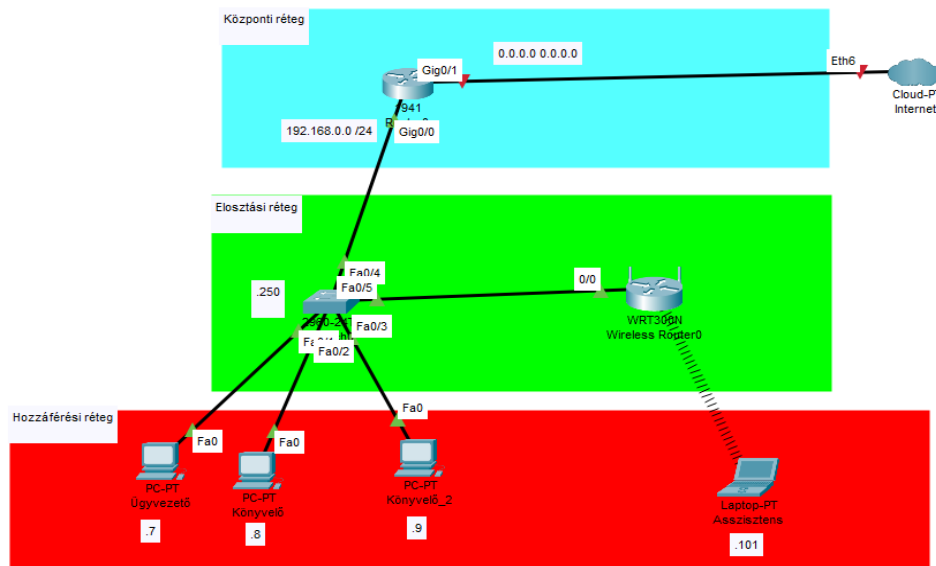 Központi réteg
0.0.0.0 0.0.0.0
Gig0/1
Eth6
Cloud-PT
Internet
1941
192.168.0.0 /24
Gig0/0
Elosztási réteg
Fa0/4
.250
Fa0/5
0/0
Fa0/3
WRT300N
Wireless Router0
Fa0/2
Hozzáférési réteg
Fa0
Fa0
Fa0
PC-PT
Ügyvezető
PC-PT
Könyvelő
PC-PT
Könyvelő_2
Laptop-PT
Asszisztens
.7
.8
.9
.101